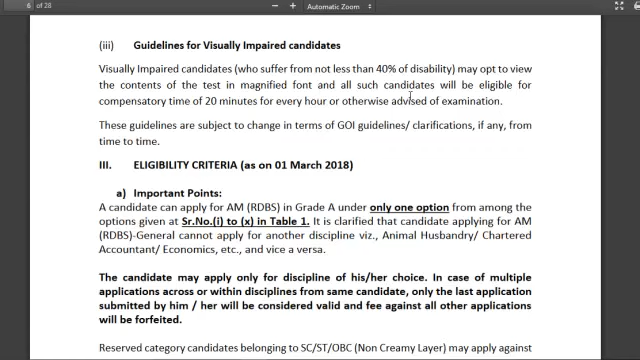 6 of 28 Automatic Zoom
(iii) Guidelines for Visually Impaired candidates
Visually Impaired candidates (who suffer from not less than 40% of disability) may opt to view
the contents of the test in magnified font and all such candidates will be eligible for
compensatory time of 20 minutes for every hour or otherwise advised of examination.
These guidelines are subject to change in terms of GOI guidelines/ clarifications, if any, from
time to time.
III. ELIGIBILITY CRITERIA (as on 01 March 2018)
a) Important Points:
A candidate can apply for AM (RDBS) in Grade A under only one option from among the
options given at Sr.No.(i) to (x) in Table 1. It is clarified that candidate applying for AM
(RDBS)-General cannot apply for another discipline viz., Animal Husbandry/ Chartered
Accountant/ Economics, etc., and vice a versa.
The candidate may apply only for discipline of his/her choice. In case of multiple
applications across or within disciplines from same candidate, only the last application
submitted by him / her will be considered valid and fee against all other applications
will be forfeited.
Reserved category candidates belonging to SC/ST/OBC (Non Creamy Layer) may apply against